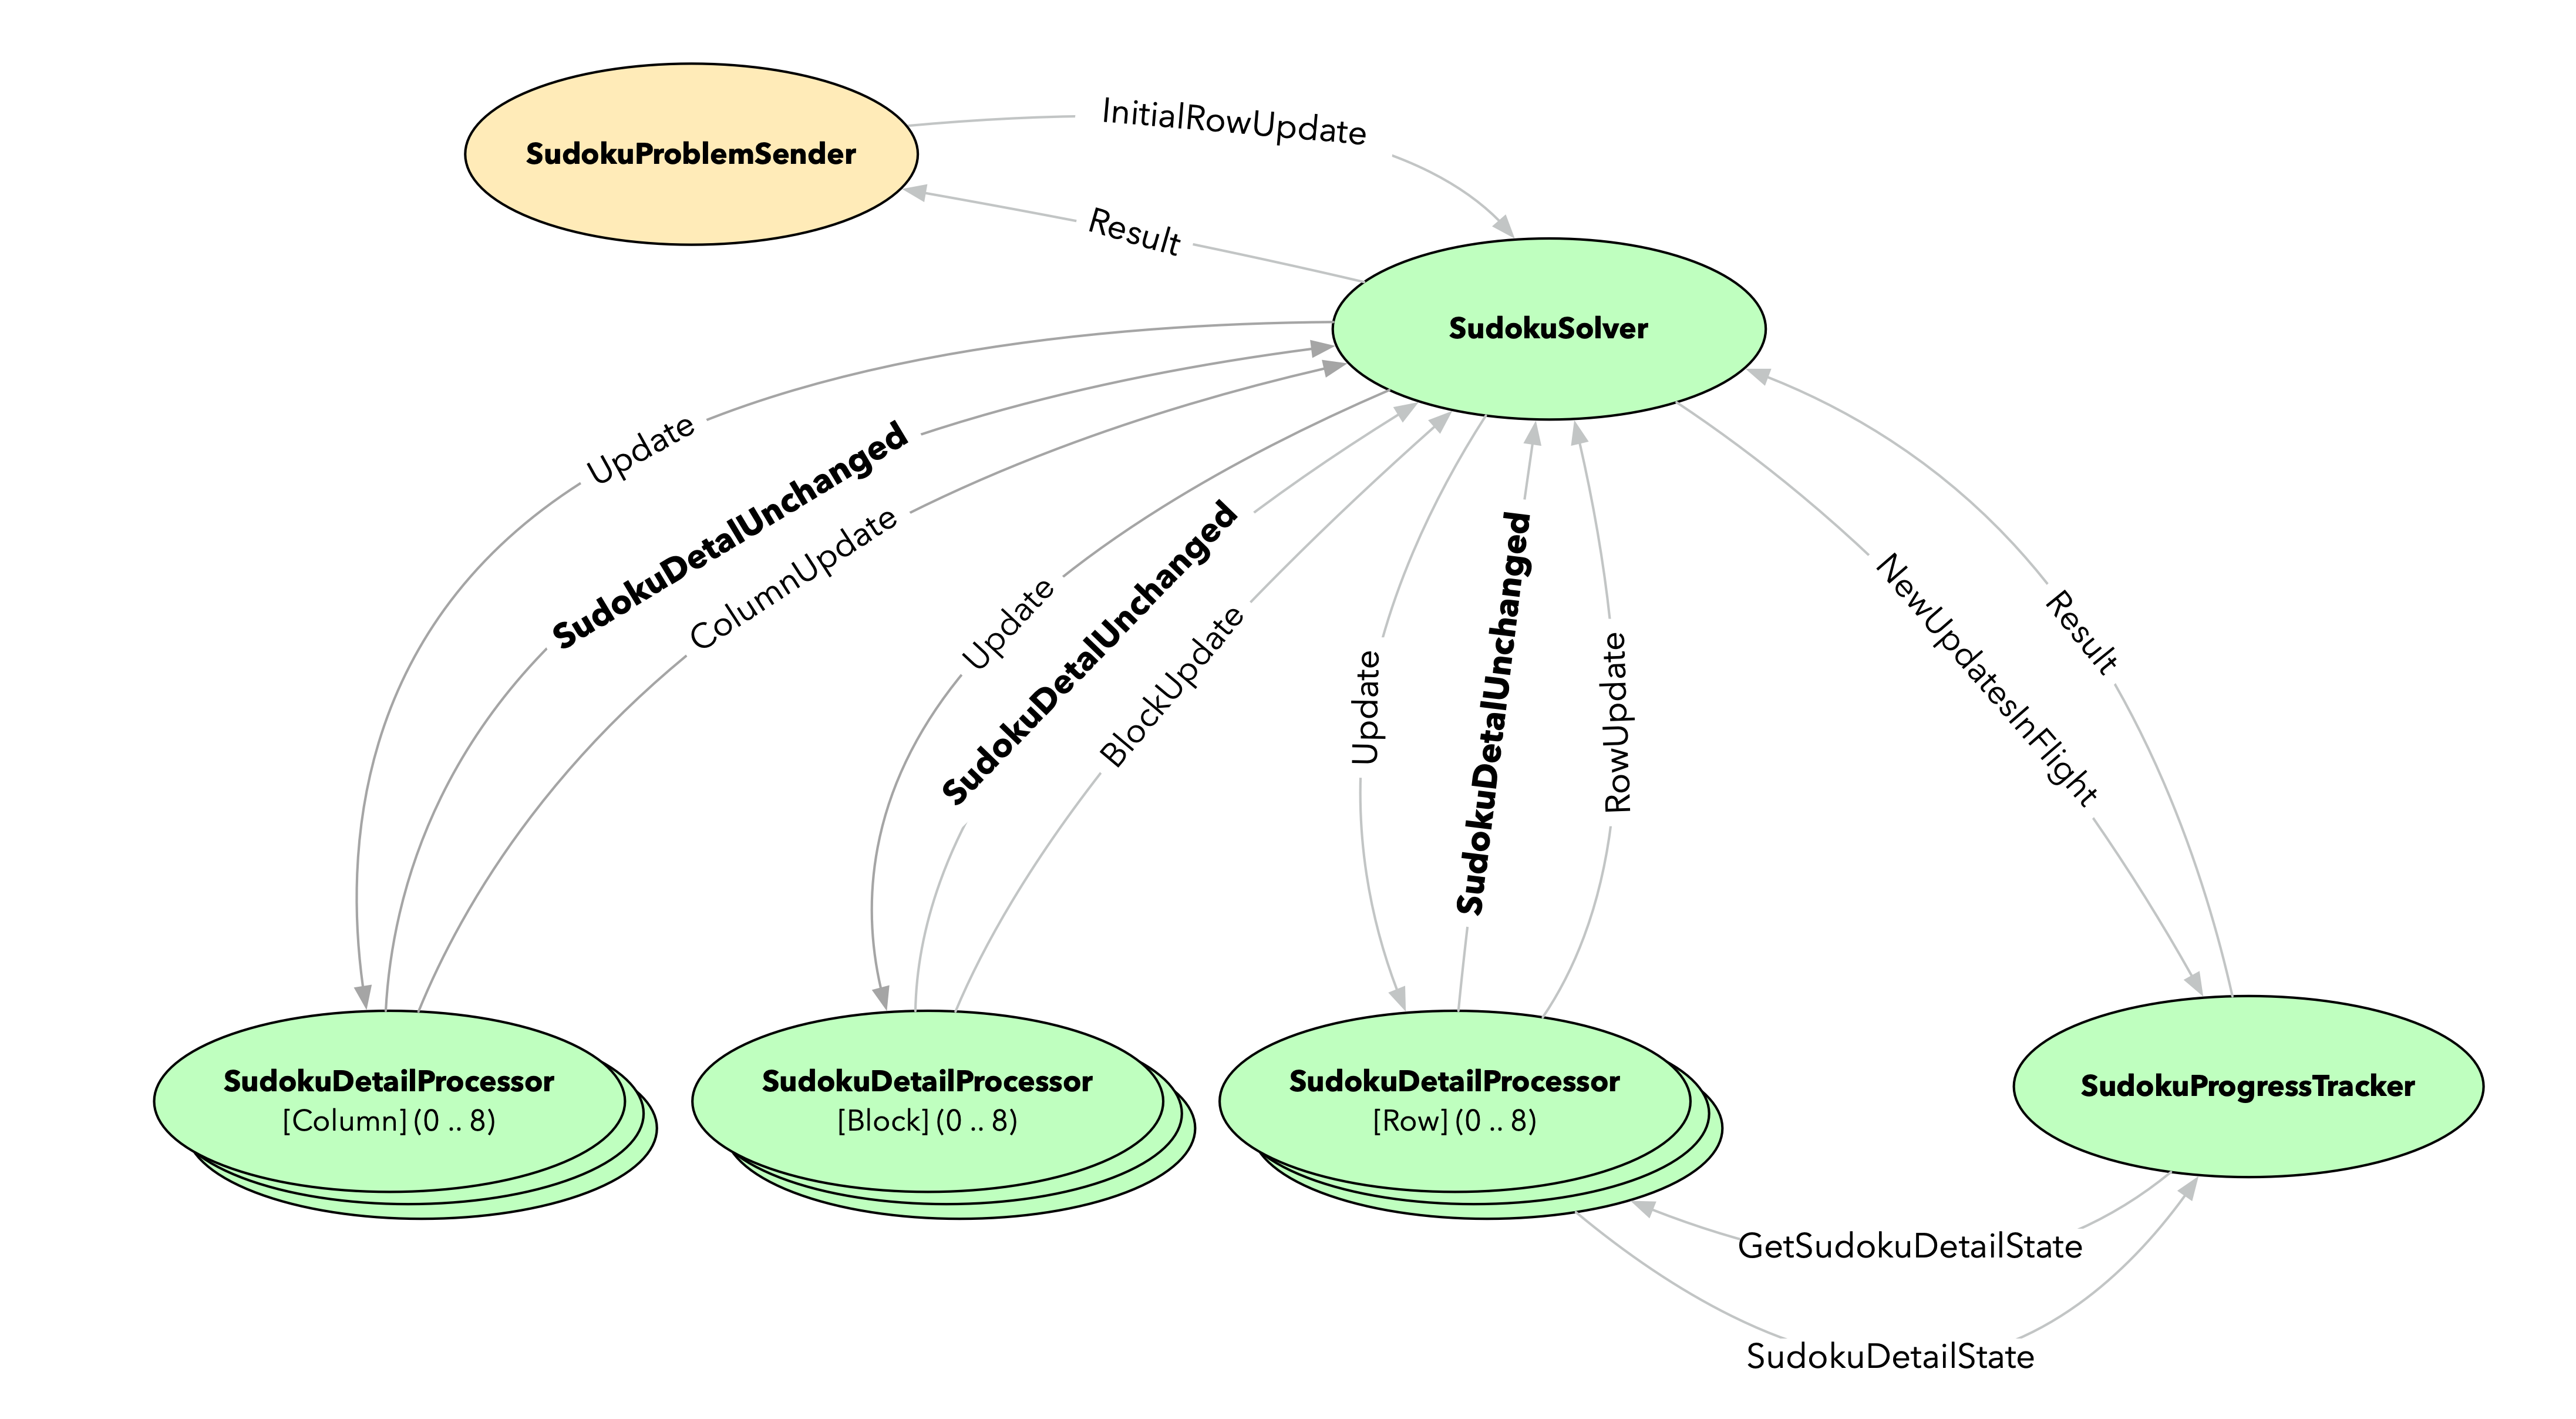 InitialRowUpdate
SudokuProblemSender
Result
SudokuSolver
Update
SudokuDetalUnchanged
ColumnUpdate
Update
SudokuDetalUnchanged
BlockUpdate
Update
SudokuDetalUnchanged
RowUpdate
NewUpdatesInFlight
Result
SudokuDetailProcessor
[Column] (0 .. 8)
SudokuDetailProcessor
[Block] (0 .. 8)
SudokuDetailProcessor
[Row] (0 .. 8)
SudokuProgressTracker
GetSudokuDetailState
SudokuDetailState